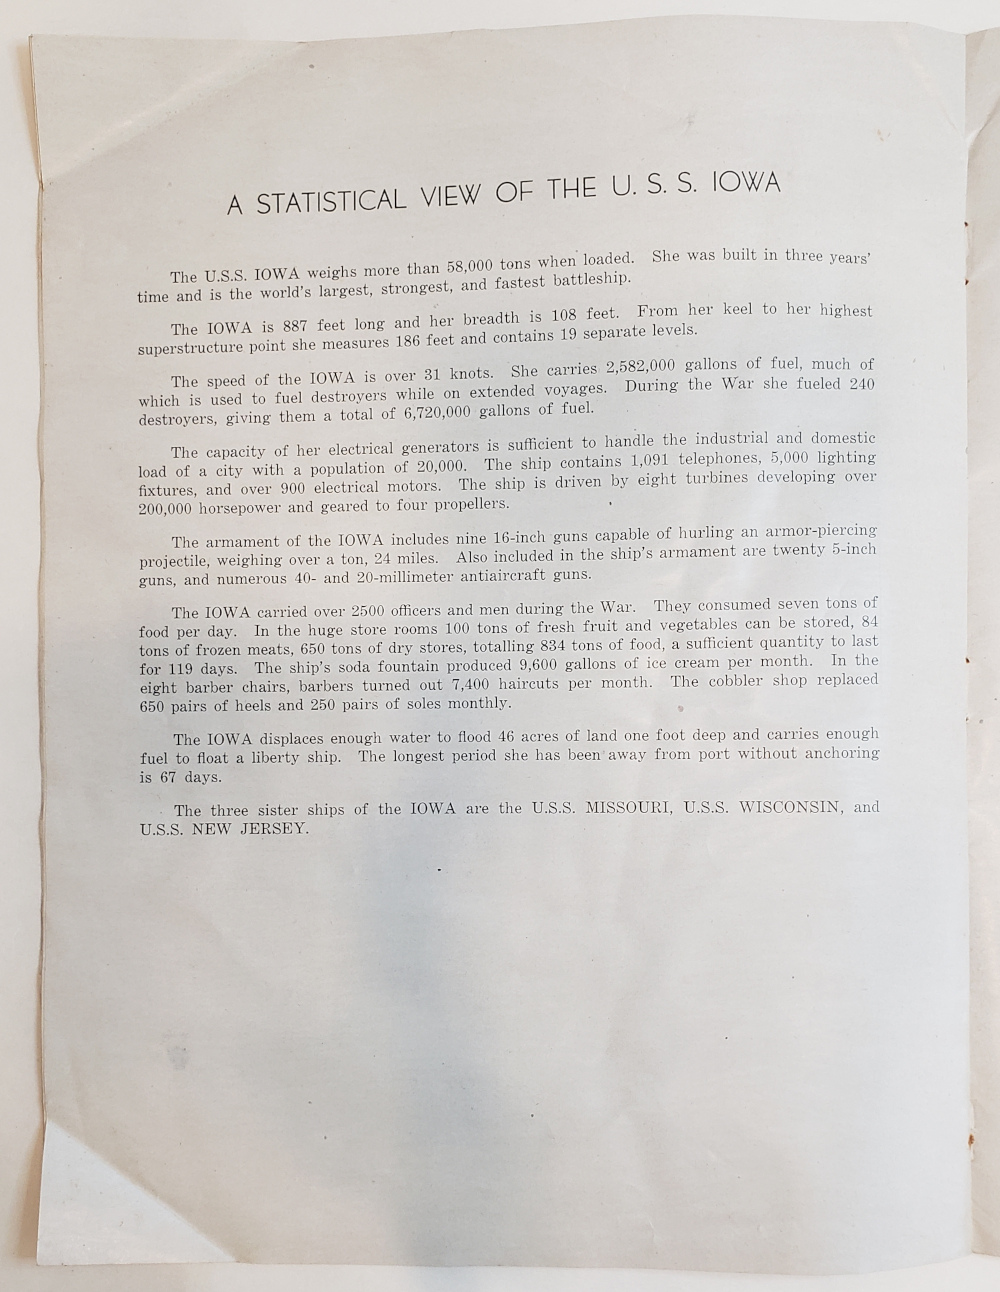 A STATISTICAL VIEW OF THE U. S. S. IOWA
The U.S.S. IOWA weighs more than 58,000 tons when loaded. She was built in three years'
time and is the world's largest, strongest, and fastest battleship.
The IOWA is 887 feet long and her breadth is 108 feet. From her keel to her highest
superstructure point she measures 186 feet and contains 19 separate levels.
The speed of the IOWA is over 31 knots. She carries 2,582,000 gallons of fuel, much of
which is used to fuel destroyers while on extended voyages. During the War she fueled 240
destroyers, giving them a total of 6,720,000 gallons of fuel.
The capacity of her electrical generators is sufficient to handle the industrial and domestic
load of a city with a population of 20,000. The ship contains 1,091 telephones, 5,000 lighting
fixtures, and over 900 electrical motors. The ship is driven by eight turbines developing over
200,000 horsepower and geared to four propellers.
The armament of the IOWA includes nine 16-inch guns capable of hurling an armor-piercing
projectile, weighing over a ton, 24 miles. Also included in the ship's armament are twenty 5-inch
guns, and numerous 40- and 20-millimeter antiaircraft guns.
The IOWA carried over 2500 officers and men during the War. They consumed seven tons of
food per day. In the huge store rooms 100 tons of fresh fruit and vegetables can be stored, 84
tons of frozen meats, 650 tons of dry stores, totalling 834 tons of food, a sufficient quantity to last
for 119 days. The ship's soda fountain produced 9,600 gallons of ice cream per month. In the
eight barber chairs, barbers turned out 7,400 haircuts per month. The cobbler shop replaced
650 pairs of heels and 250 pairs of soles monthly.
The IOWA displaces enough water to flood 46 acres of land one foot deep and carries enough
fuel to float a liberty ship. The longest period she has been away from port without anchoring
is 67 days.
The three sister ships of the IOWA are the U.S.S. MISSOURI, U.S.S. WISCONSIN, and
U.S.S. NEW JERSEY.